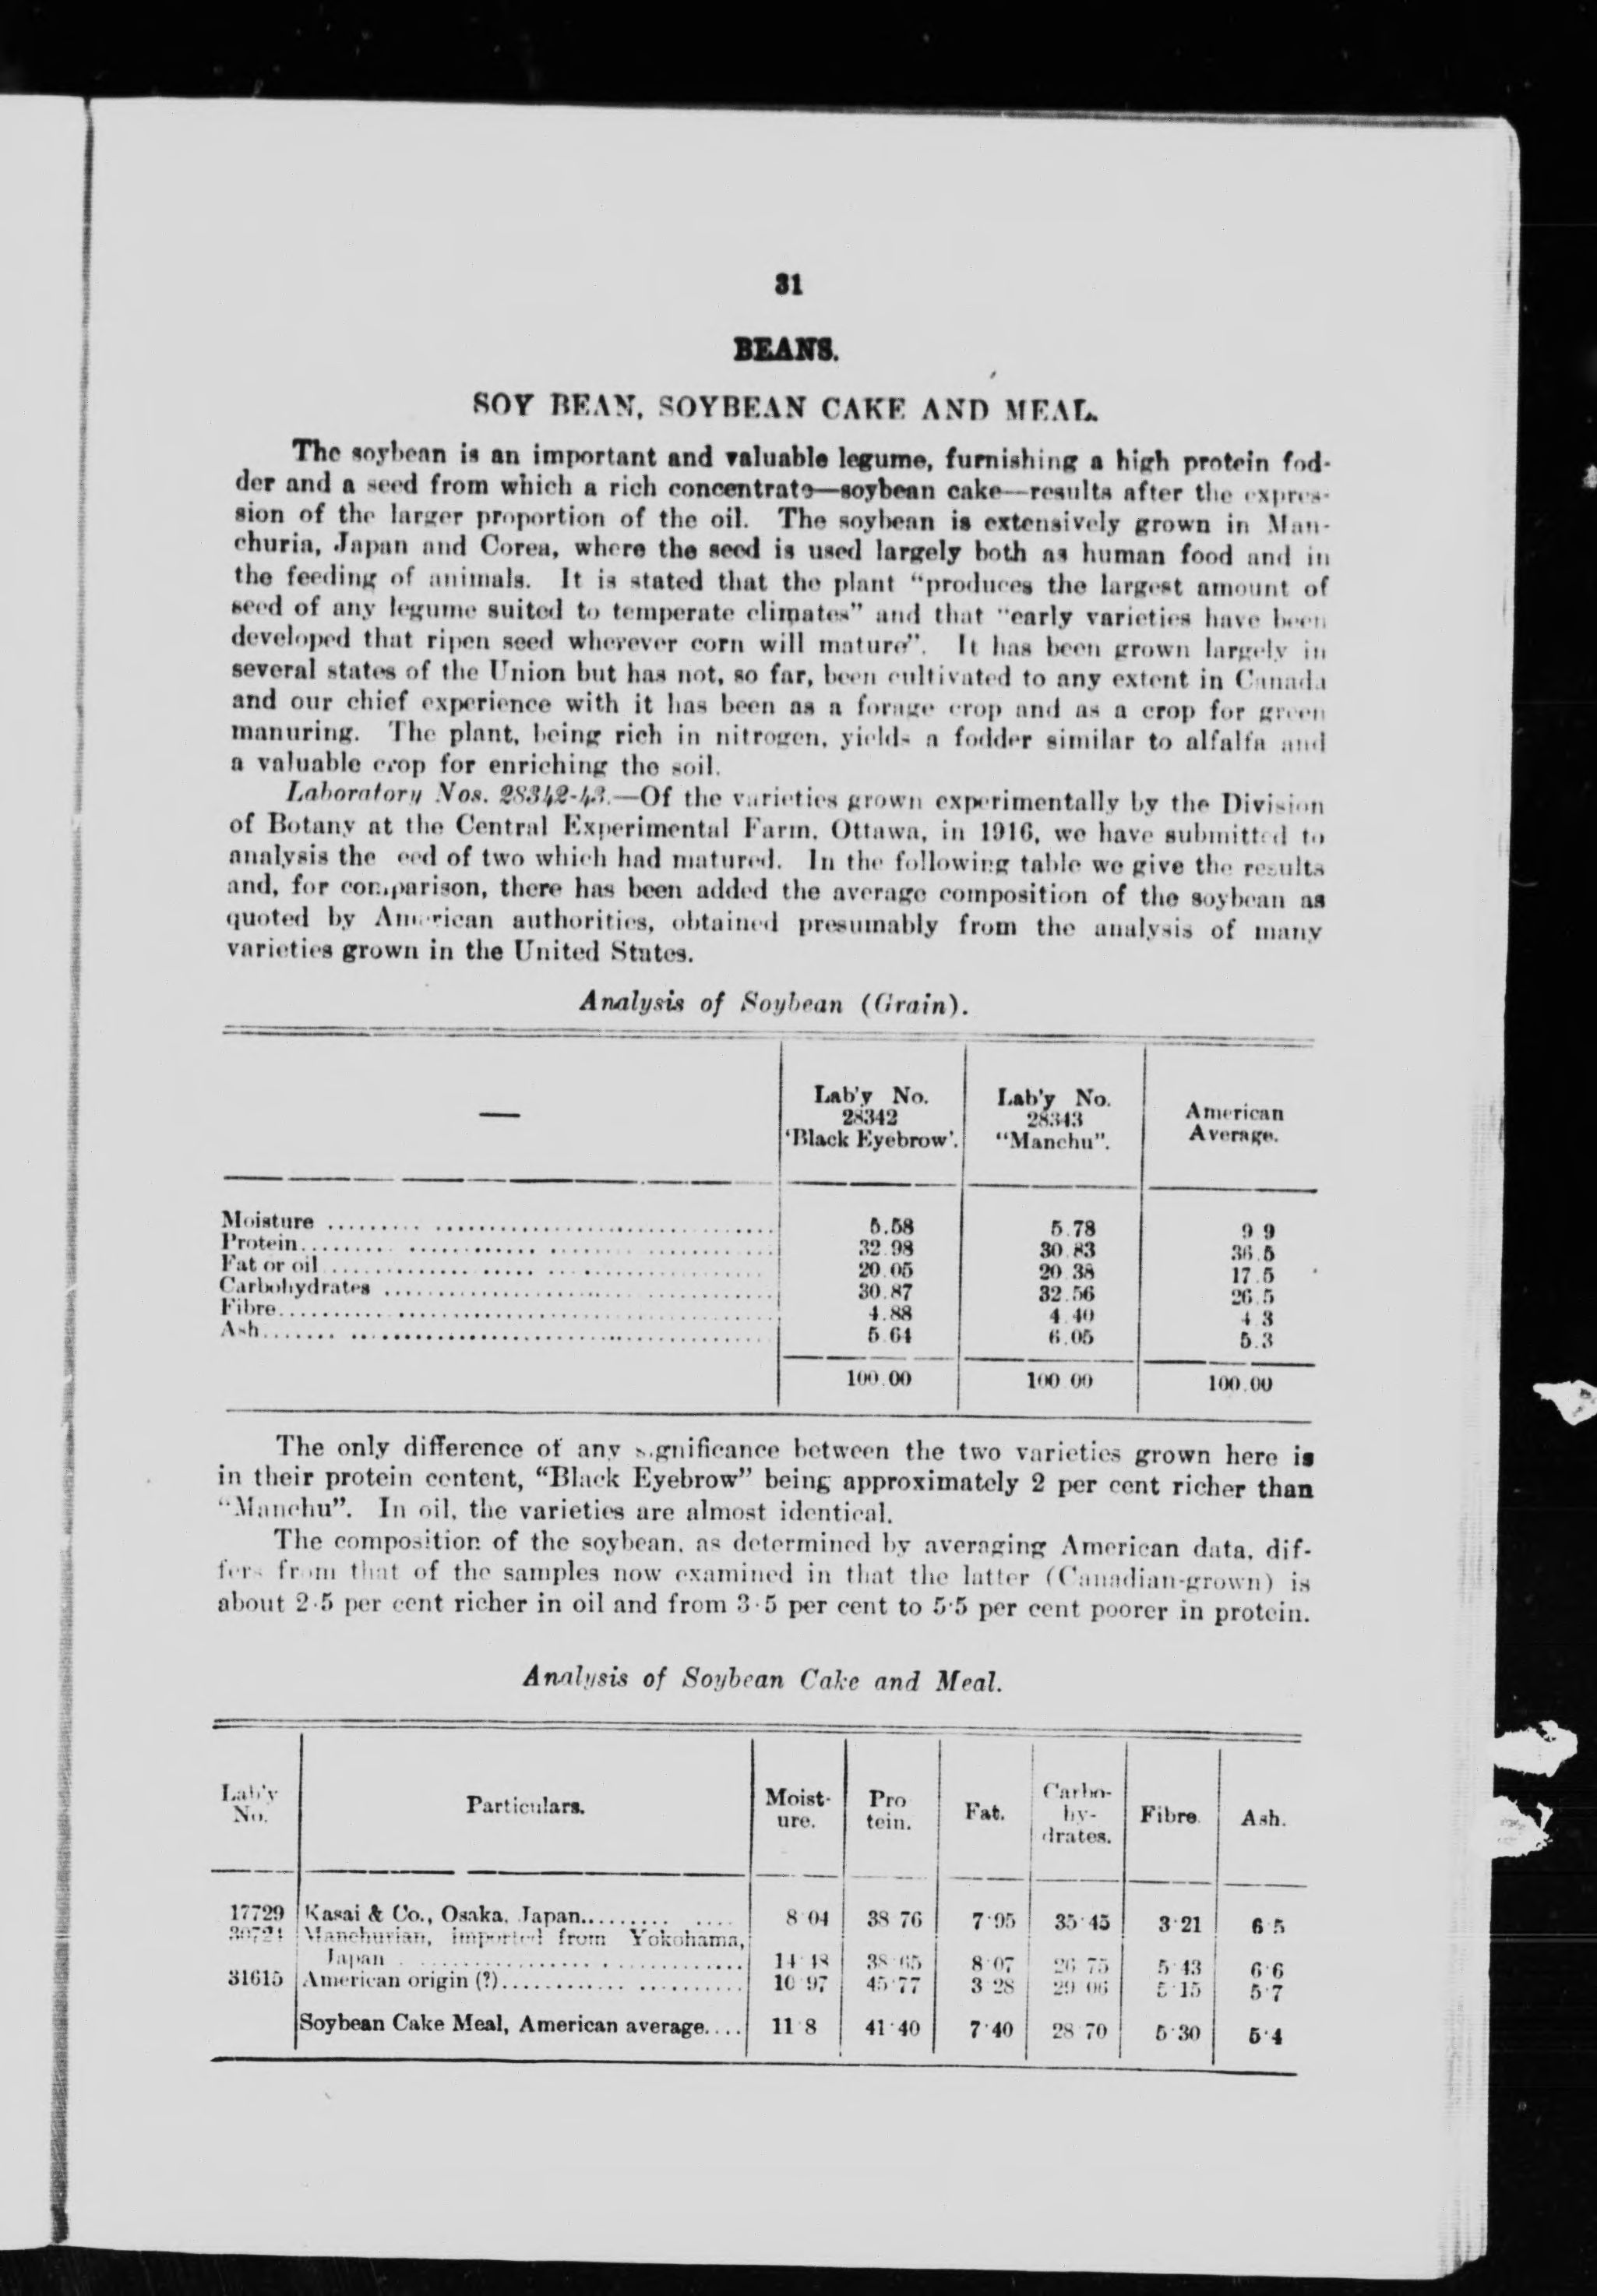 31
BEANS.
SOY BEAN, SOYBEAN CAKE AND MEAL.
The soybean is an important and valuable legume, furnishing a high protein fod-
der and a seed from which a rich concentrate—soybean cake—results after the expres-
sion of the larger proportion of the oil. The soybean is extensively grown in Man-
churia, Japan and Corea, where the seed is used largely both as human food and in
the feeding of animals. It is stated that the plant "produces the largest amount of
seed of any legume suited to temperate climates" and that "early varieties have been
developed that ripen seed wherever corn will mature". It has been grown largely in
several states of the Union but has not, so far, been cultivated to any extent in Canada
and our chief experience with it has been as a forage crop and as a crop for green
manuring. The plant, being rich in nitrogen, yields a fodder similar to alfalfa and
a valuable crop for enriching the soil.
Laboratory Nos. 28342-43.—Of the varieties grown experimentally by the Division
of Botany at the Central Experimental Farm, Ottawa, in 1916, we have submitted to
analysis the eed of two which had matured. In the following table we give the results
and, for comparison, there has been added the average composition of the soybean as
quoted by American authorities, obtained presumably from the analysis of many
varieties grown in the United States.
Analysis of Soybean (Grain).
— Lab'y No. 28342 'Black Eyebrow'. Lab'y No. 28343 "Manchu". American Average.
Moisture 5.58 5.78 9 9
Protein 32.98 30.83 36.5
Fat or oil 20.05 20.38 17.5
Carbohydrates 30.87 32.56 26.5
Fibre 4.88 4.40 4 3
Ash 5.64 6.05 5.3
100.00 100 00 100.00
The only difference of any significance between the two varieties grown here is
in their protein content, "Black Eyebrow" being approximately 2 per cent richer than
"Manchu". In oil, the varieties are almost identical.
The composition of the soybean, as determined by averaging American data, dif-
fers from that of the samples now examined in that the latter (Canadian-grown) is
about 2·5 per cent richer in oil and from 3·5 per cent to 5·5 per cent poorer in protein.
Analysis of Soybean Cake and Meal.
Lab'y No. Particulars. Moist-ure. Pro tein. Fat. Carbo-hy-drates. Fibre. Ash.
17729 Kasai & Co., Osaka, Japan 8 04 38 76 7·95 35·45 3·21 6 5
30724 Manchurian, imported from Yokohama,
Japan 14·48 38·65 8·07 26 75 5·43 6·6
31615 American origin (?) 10 97 45·77 3 28 29 06 5·15 5·7
Soybean Cake Meal, American average 11 8 41·40 7·40 28 70 5·30 5·4